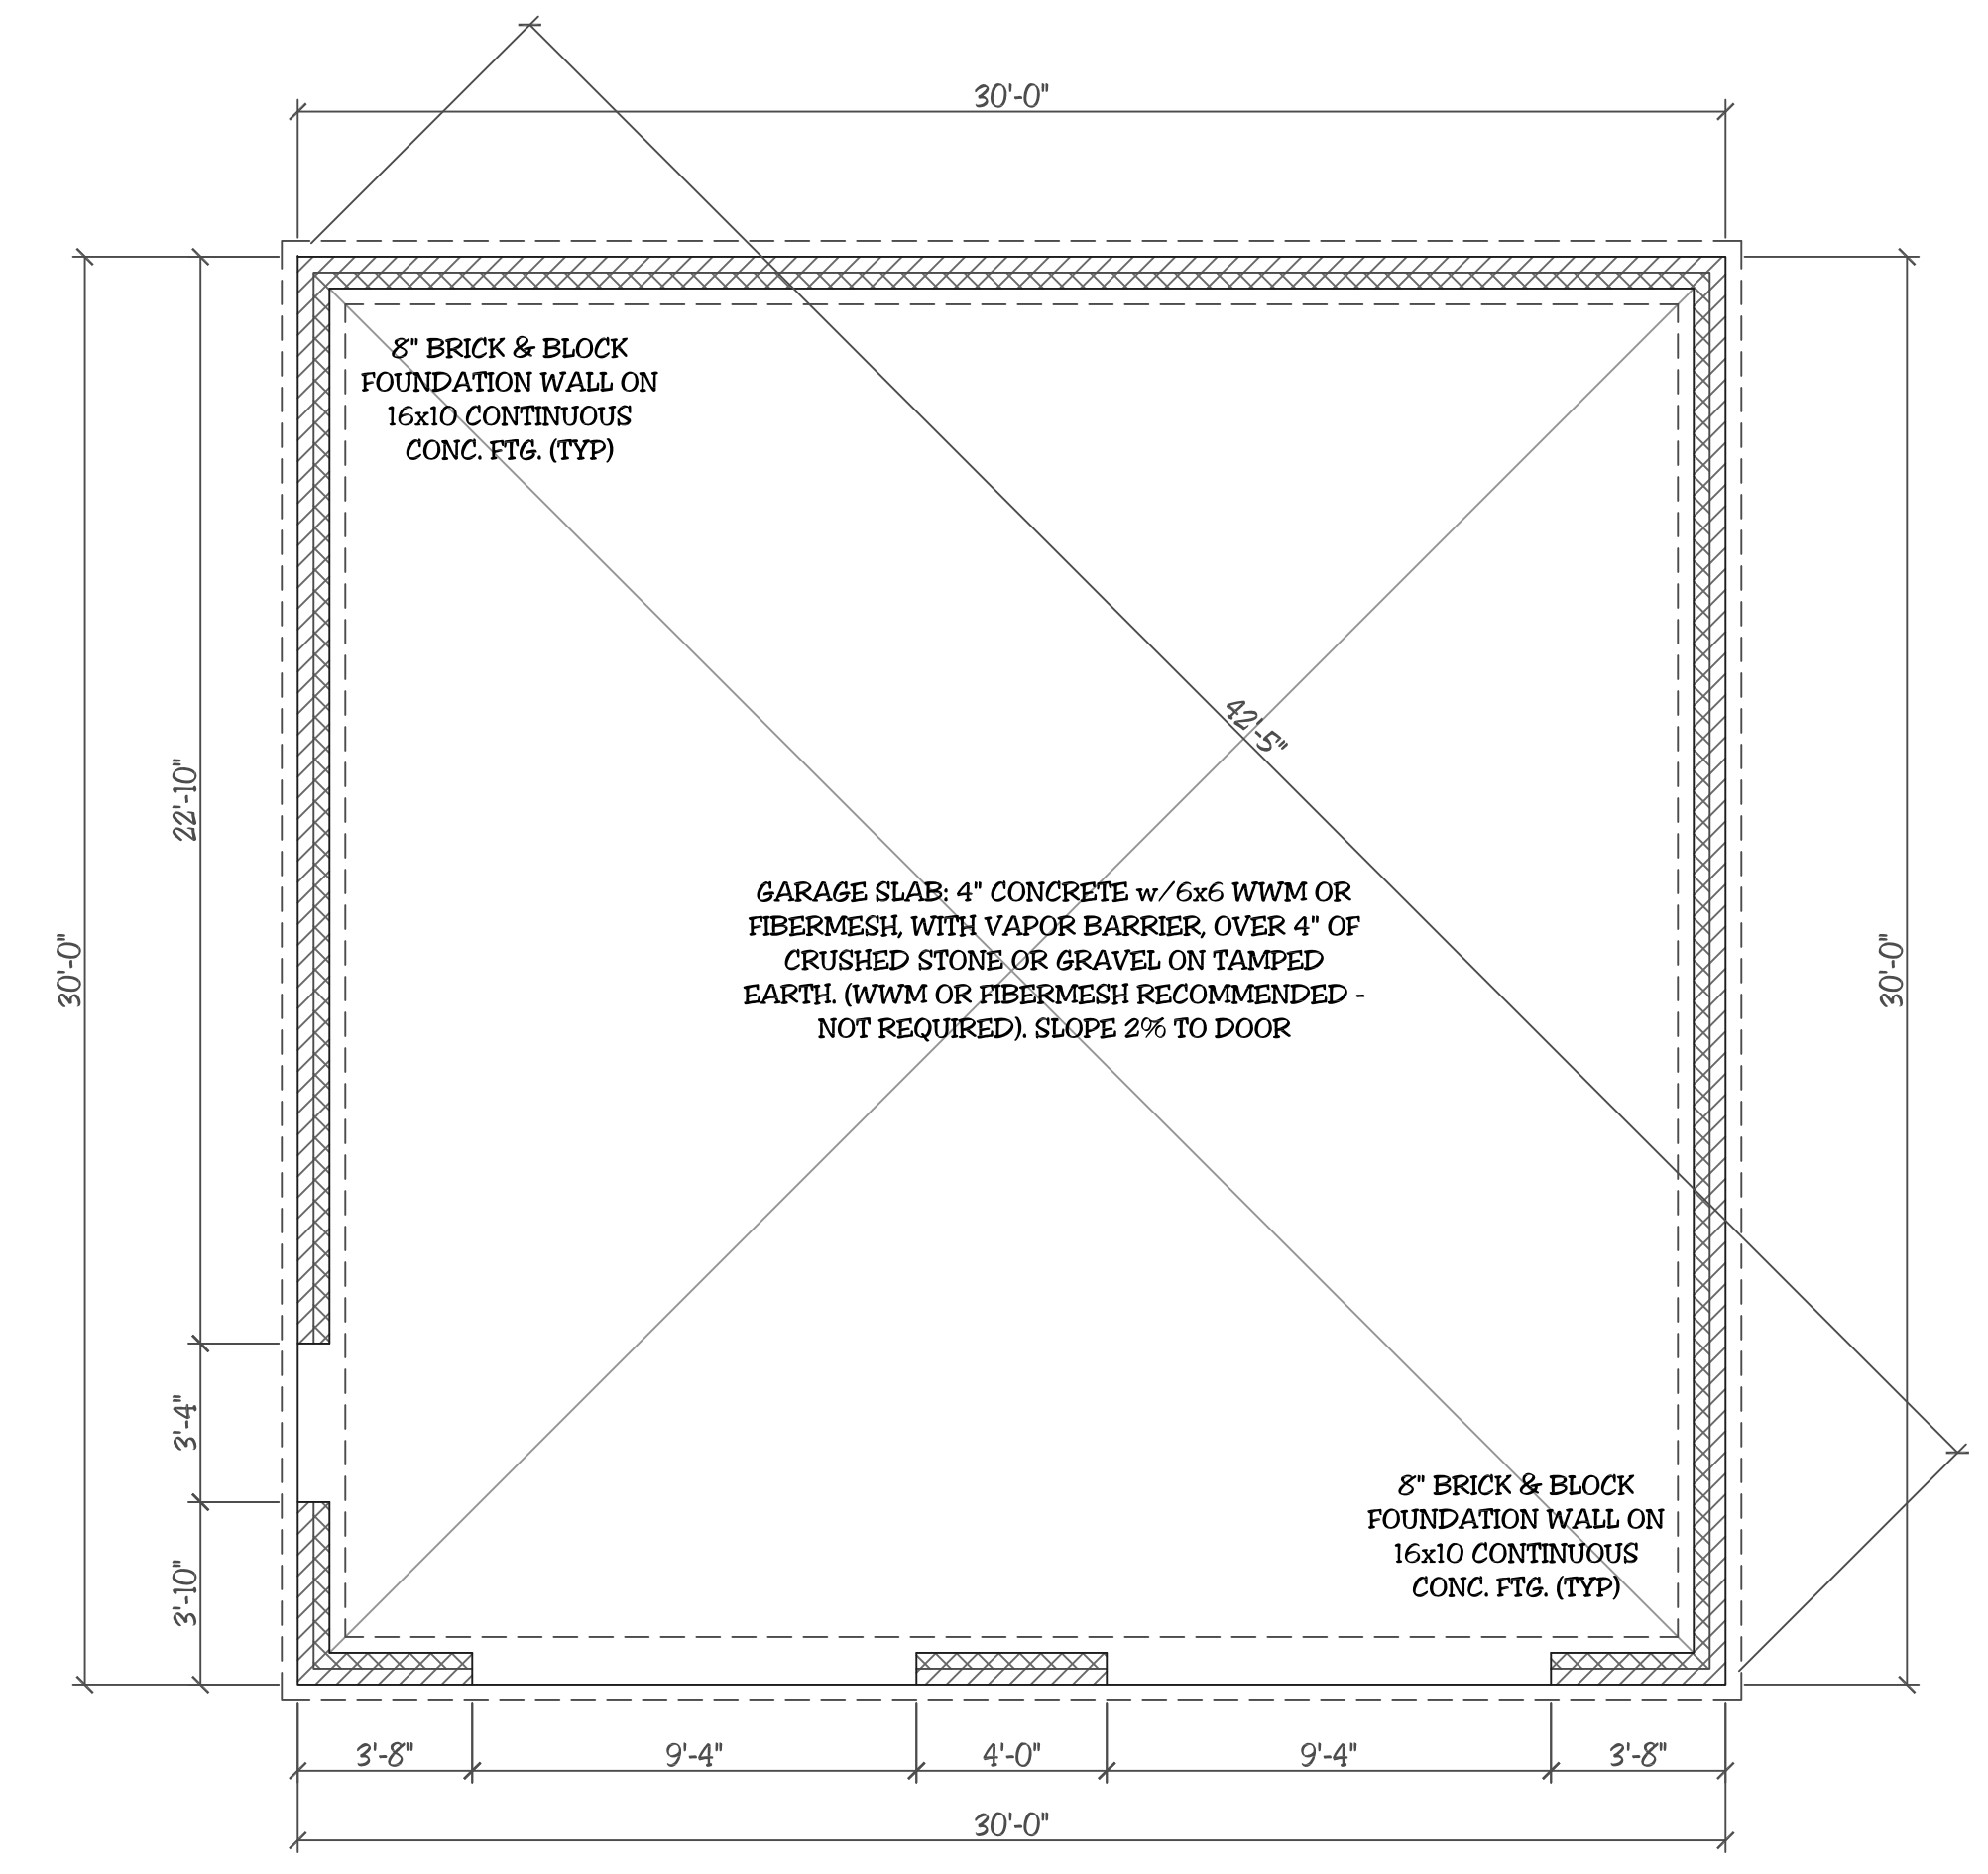 30'-0"
8" BRICK & BLOCK
FOUNDATION WALL ON
16x10 CONTINUOUS
CONC. FTG. (TYP)
42'-5"
22'-10"
30'-0"
30'-0"
GARAGE SLAB: 4" CONCRETE w/6x6 WWM OR
FIBERMESH, WITH VAPOR BARRIER, OVER 4" OF
CRUSHED STONE OR GRAVEL ON TAMPED
EARTH. (WWM OR FIBERMESH RECOMMENDED -
NOT REQUIRED). SLOPE 2% TO DOOR
3'-4"
8" BRICK & BLOCK
FOUNDATION WALL ON
16x10 CONTINUOUS
CONC. FTG. (TYP)
3'-10"
3'-8"
9'-4"
4'-0"
9'-4"
3'-8"
30'-0"